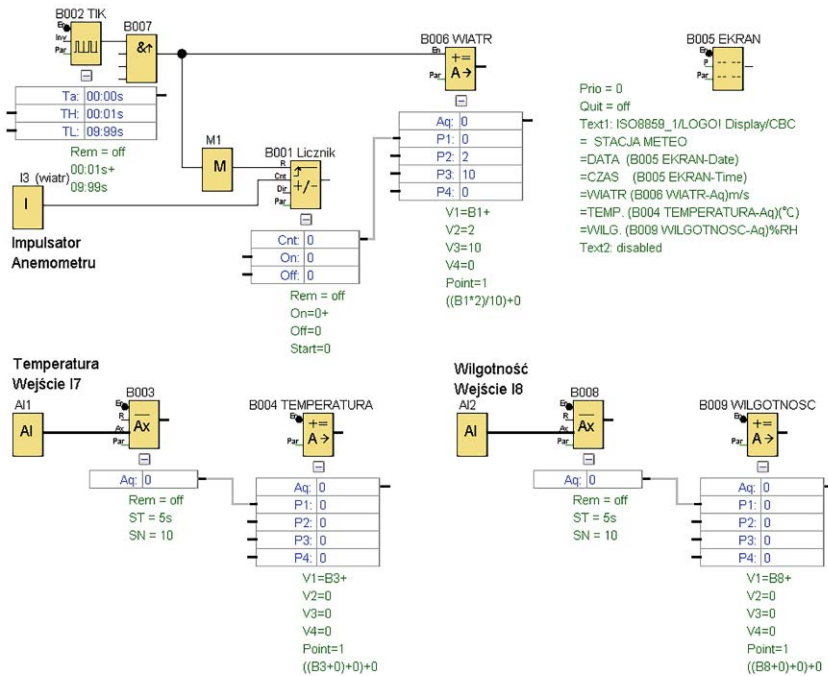 B002 TIK
En
Inv
Par
B007
&↑
Ta: 00:00s
TH: 00:01s
TL: 09:99s
Rem = off
00:01s+
09:99s
I3 (wiatr)
I
Impulsator
Anemometru
M1
M
B001 Licznik
R
Cnt
Dir
Par
+/-
Cnt: 0
On: 0
Off: 0
Rem = off
On=0+
Off=0
Start=0
B006 WIATR
En
Par
+=
A→
Aq: 0
P1: 0
P2: 2
P3: 10
P4: 0
V1=B1+
V2=2
V3=10
V4=0
Point=1
((B1*2)/10)+0
B005 EKRAN
En
P
Par
Prio = 0
Quit = off
Text1: ISO8859_1/LOGO! Display/CBC
= STACJA METEO
=DATA (B005 EKRAN-Date)
=CZAS (B005 EKRAN-Time)
=WIATR (B006 WIATR-Aq)m/s
=TEMP. (B004 TEMPERATURA-Aq)(°C)
=WILG. (B009 WILGOTNOSC-Aq)%RH
Text2: disabled
Temperatura
Wejście I7
AI1
AI
B003
En
R
Ax
Par
Ax
Aq: 0
Rem = off
ST = 5s
SN = 10
B004 TEMPERATURA
En
Par
+=
A→
Aq: 0
P1: 0
P2: 0
P3: 0
P4: 0
V1=B3+
V2=0
V3=0
V4=0
Point=1
((B3+0)+0)+0
Wilgotność
Wejście I8
AI2
AI
B008
En
R
Ax
Par
Ax
Aq: 0
Rem = off
ST = 5s
SN = 10
B009 WILGOTNOSC
En
Par
+=
A→
Aq: 0
P1: 0
P2: 0
P3: 0
P4: 0
V1=B8+
V2=0
V3=0
V4=0
Point=1
((B8+0)+0)+0